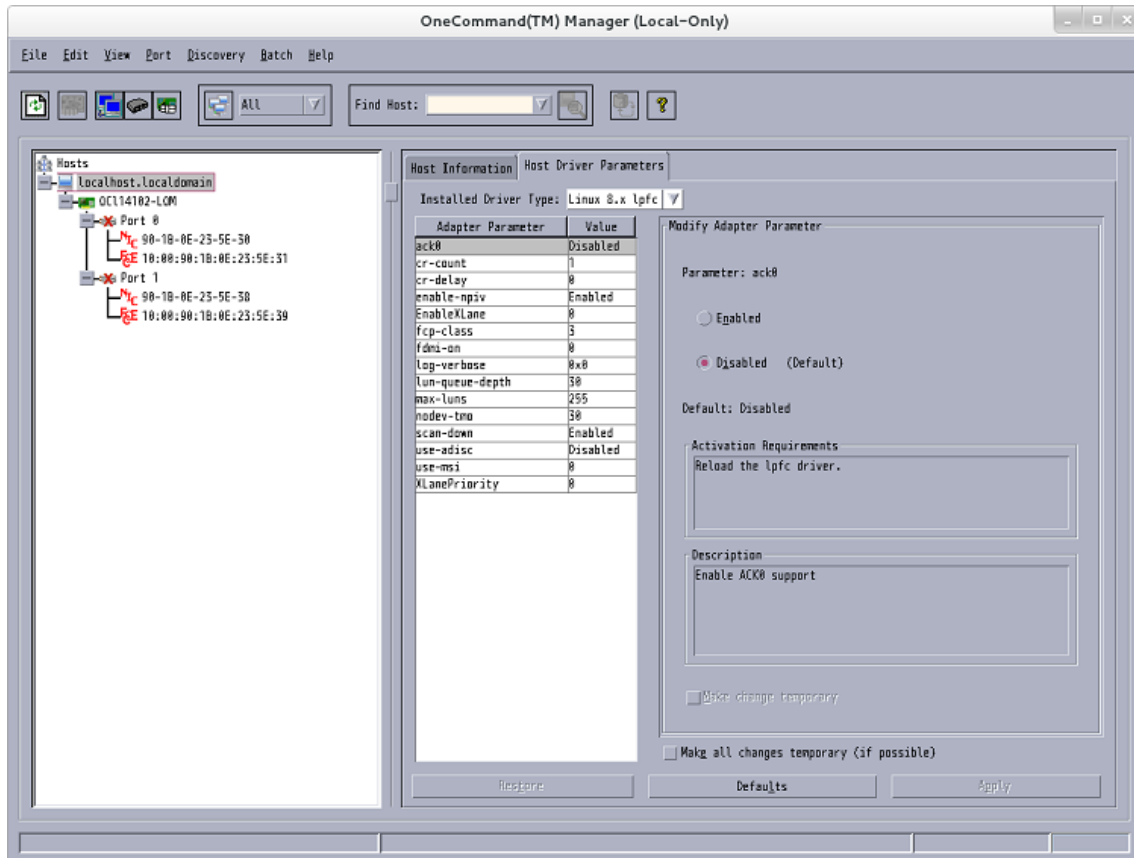 OneCommand(TM) Manager (Local-Only)
File Edit View Port Discovery Batch Help
All
Find Host:
Hosts
localhost.localdomain
OCl14102-LOM
Port 0
NIC 90-1B-0E-23-5E-30
FCoE 10:00:90:1B:0E:23:5E:31
Port 1
NIC 90-1B-0E-23-5E-38
FCoE 10:00:90:1B:0E:23:5E:39
Host Information
Host Driver Parameters
Installed Driver Type: Linux 8.x lpfc
Adapter Parameter Value
ack0 Disabled
cr-count 1
cr-delay 0
enable-npiv Enabled
EnableXLane 0
fcp-class 3
fdmi-on 0
log-verbose 0x0
lun-queue-depth 30
max-luns 255
nodev-tmo 30
scan-down Enabled
use-adisc Disabled
use-msi 0
XLanePriority 0
Modify Adapter Parameter
Parameter: ack0
Enabled
Disabled (Default)
Default: Disabled
Activation Requirements
Reload the lpfc driver.
Description
Enable ACK0 support
Make change temporary
Make all changes temporary (if possible)
Restore
Defaults
Apply